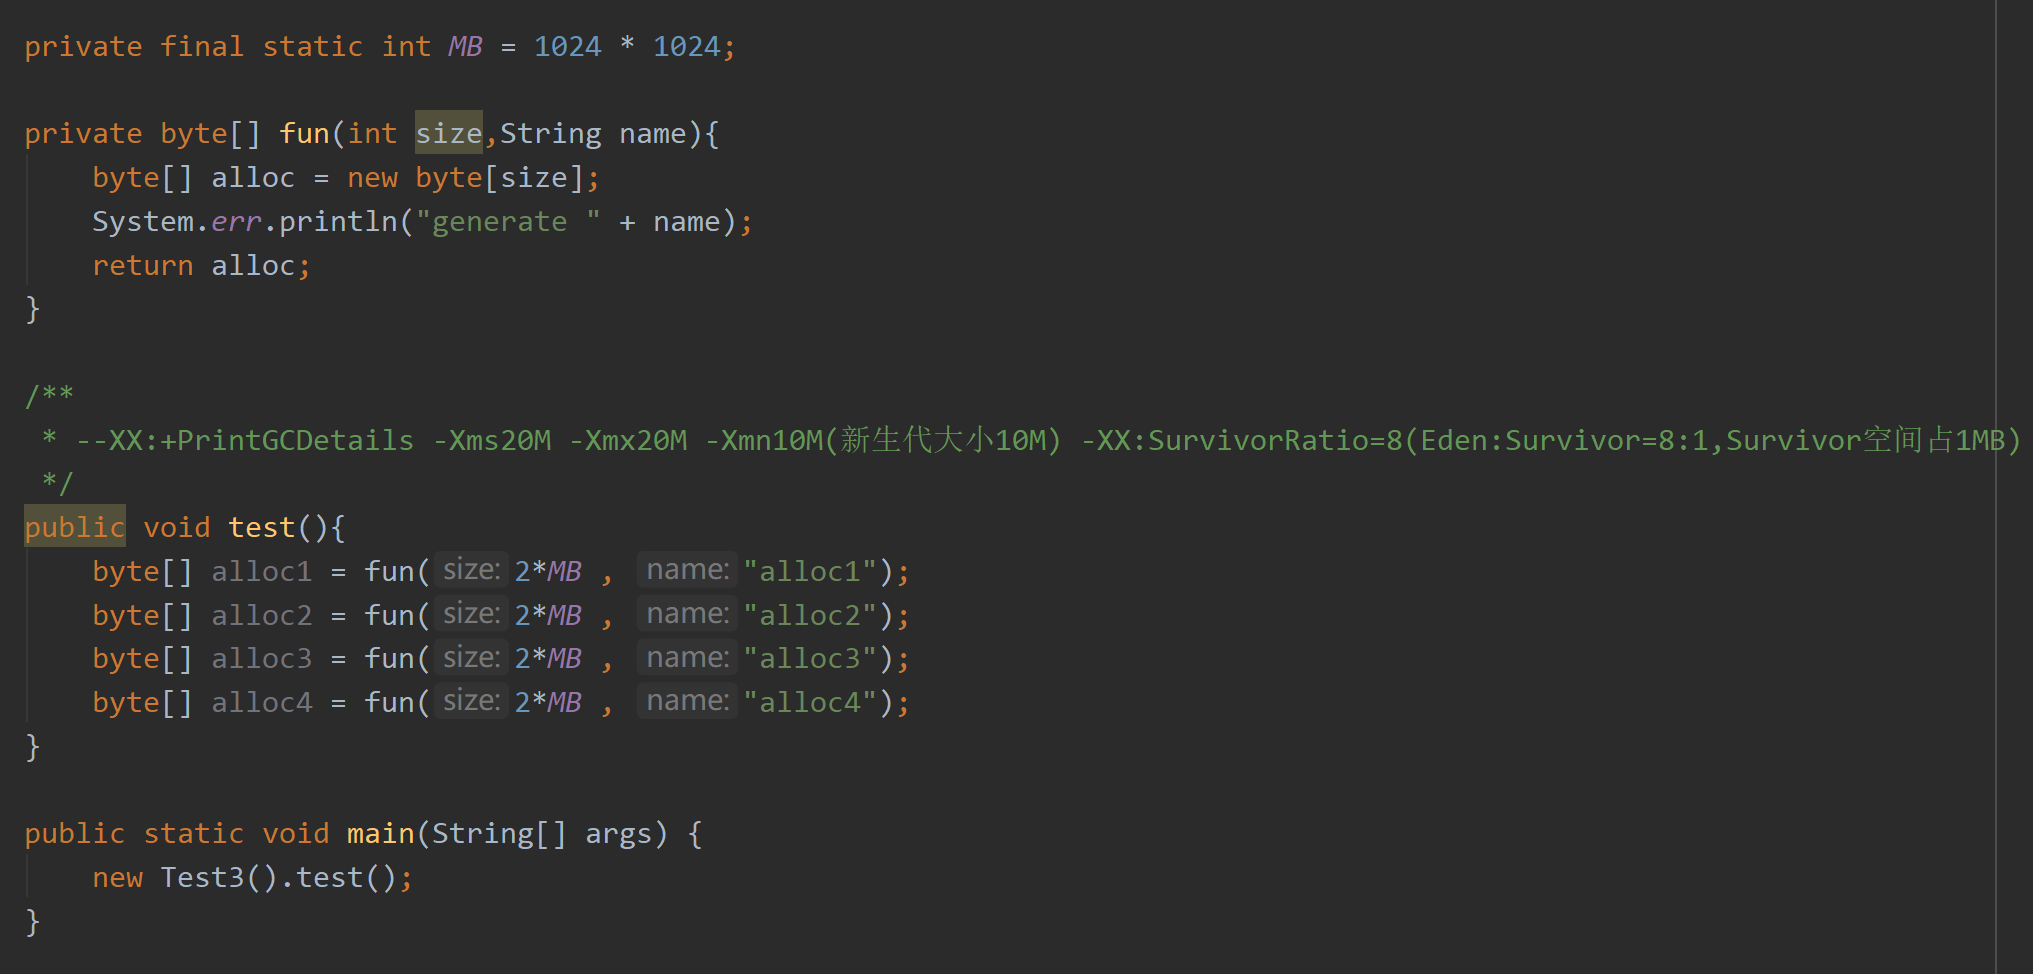 private final static int MB = 1024 * 1024;
private byte[] fun(int size,String name){
byte[] alloc = new byte[size];
System.err.println("generate " + name);
return alloc;
}
/**
* --XX:+PrintGCDetails -Xms20M -Xmx20M -Xmn10M(新生代大小10M) -XX:SurvivorRatio=8(Eden:Survivor=8:1,Survivor空间占1MB)
*/
public void test(){
byte[] alloc1 = fun( size: 2*MB , name: "alloc1");
byte[] alloc2 = fun( size: 2*MB , name: "alloc2");
byte[] alloc3 = fun( size: 2*MB , name: "alloc3");
byte[] alloc4 = fun( size: 2*MB , name: "alloc4");
}
public static void main(String[] args) {
new Test3().test();
}